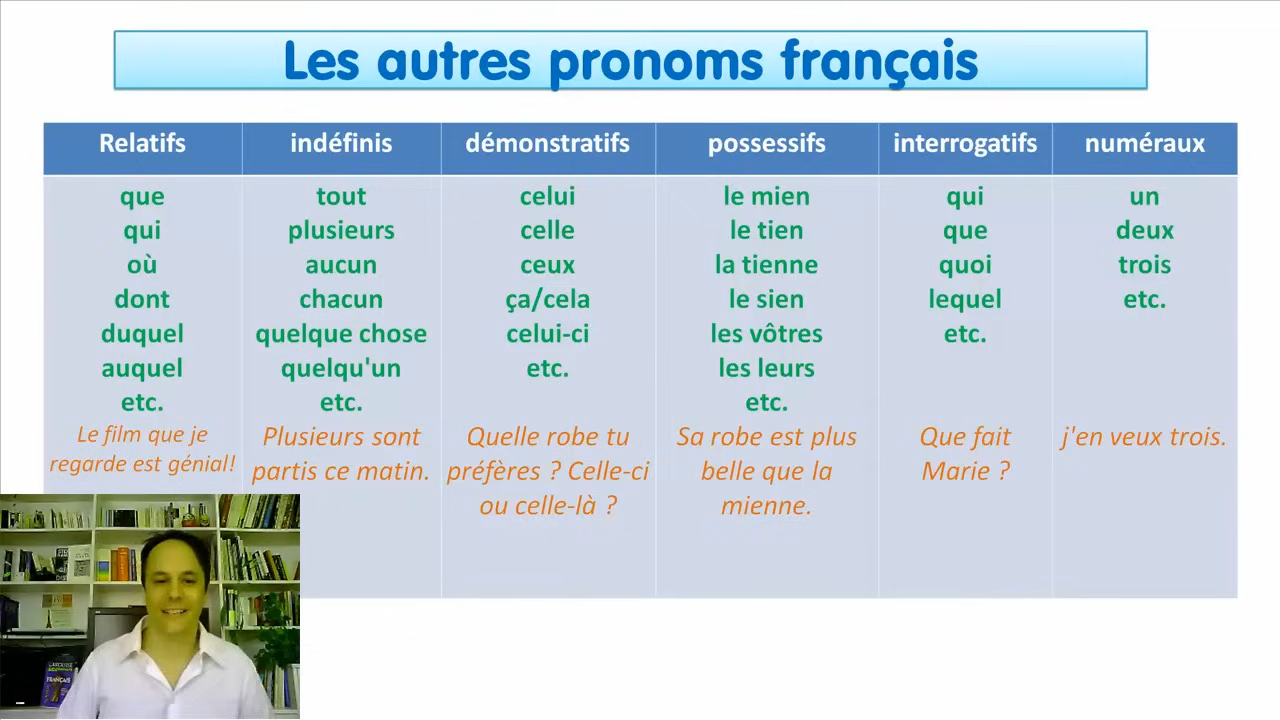 Les autres pronoms français
Relatifs
indéfinis
démonstratifs
possessifs
interrogatifs
numéraux
que
qui
où
dont
duquel
auquel
etc.
Le film que je
regarde est génial!
tout
plusieurs
aucun
chacun
quelque chose
quelqu'un
etc.
Plusieurs sont
partis ce matin.
celui
celle
ceux
ça/cela
celui-ci
etc.
Quelle robe tu
préfères ? Celle-ci
ou celle-là ?
le mien
le tien
la tienne
le sien
les vôtres
les leurs
etc.
Sa robe est plus
belle que la
mienne.
qui
que
quoi
lequel
etc.
Que fait
Marie ?
un
deux
trois
etc.
j'en veux trois.
FRANÇAIS